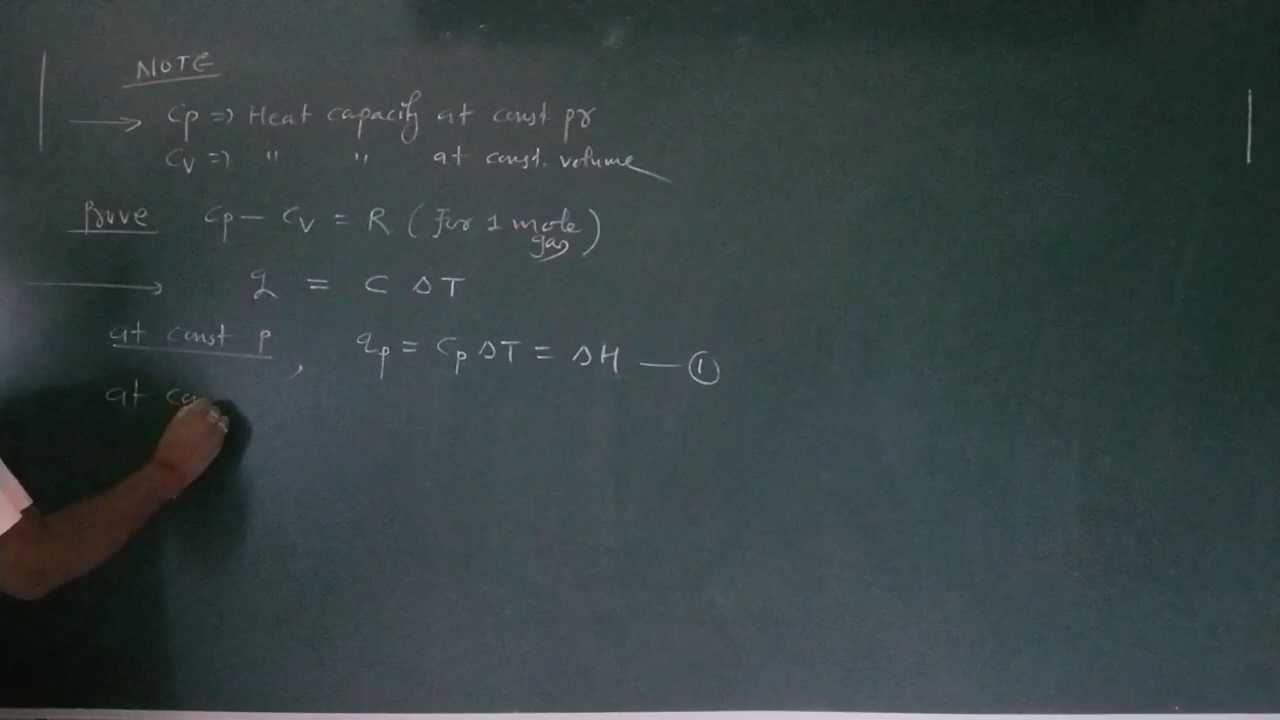 NOTE
→ Cp => Heat capacity at const pr
Cv => " " at const. volume
Prove Cp - Cv = R (For 1 mole gas)
→ q = C ΔT
at const p, qp = Cp ΔT = ΔH — ①
at co